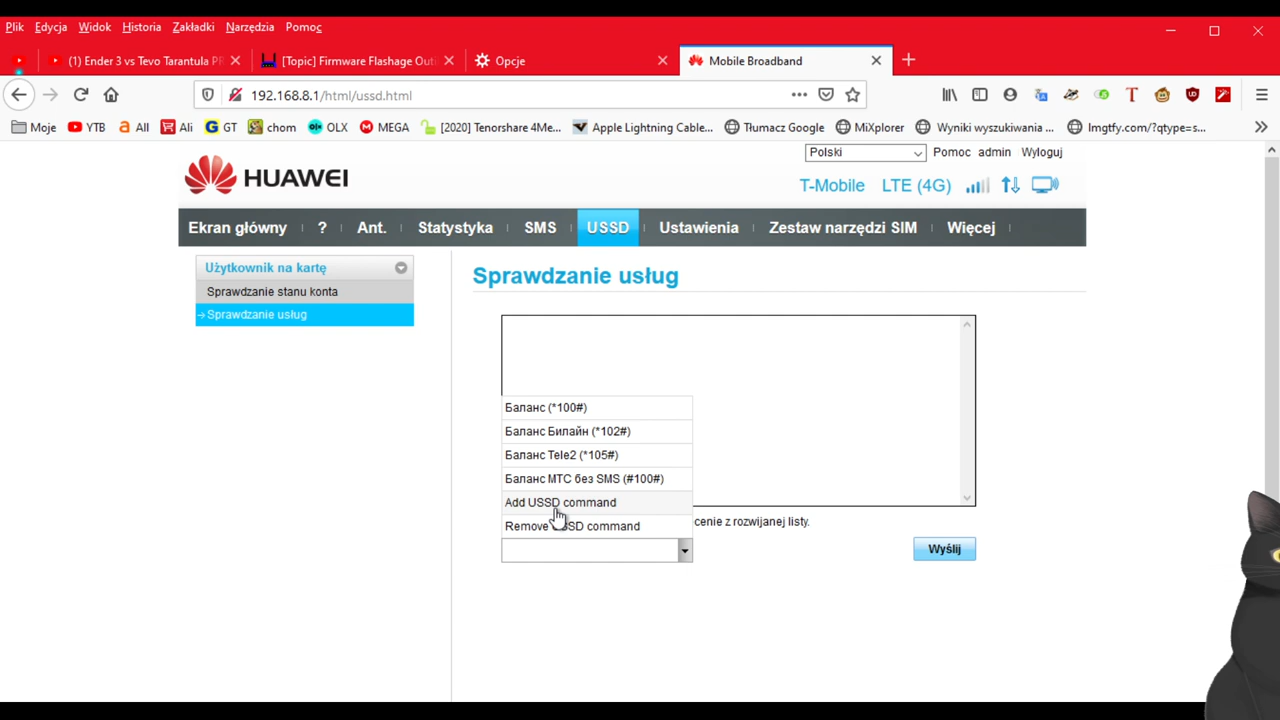 Plik Edycja Widok Historia Zakładki Narzędzia Pomoc
(1) Ender 3 vs Tevo Tarantula PR
[Topic] Firmware Flashage Outi
Opcje
Mobile Broadband
192.168.8.1/html/ussd.html
Moje YTB All Ali GT chom OLX MEGA [2020] Tenorshare 4Me... Apple Lightning Cable... Tłumacz Google MiXplorer Wyniki wyszukiwania ... lmgtfy.com/?qtype=s...
Polski Pomoc admin Wyloguj
HUAWEI
T-Mobile LTE (4G)
Ekran główny ? Ant. Statystyka SMS USSD Ustawienia Zestaw narzędzi SIM Więcej
Użytkownik na kartę
Sprawdzanie stanu konta
Sprawdzanie usług
Sprawdzanie usług
Баланс (*100#)
Баланс Билайн (*102#)
Баланс Tele2 (*105#)
Баланс МТС без SMS (#100#)
Add USSD command
Remove USSD command
cenie z rozwijanej listy.
Wyślij